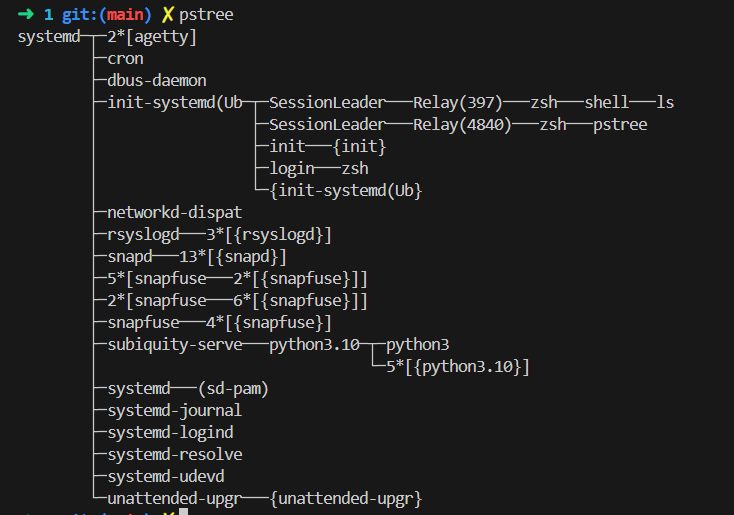 ➜ 1 git:(main) ✗ pstree
systemd─┬─2*[agetty]
        ├─cron
        ├─dbus-daemon
        ├─init-systemd(Ub─┬─SessionLeader───Relay(397)───zsh───shell───ls
        │                 ├─SessionLeader───Relay(4840)───zsh───pstree
        │                 ├─init───{init}
        │                 ├─login───zsh
        │                 └─{init-systemd(Ub}
        ├─networkd-dispat
        ├─rsyslogd───3*[{rsyslogd}]
        ├─snapd───13*[{snapd}]
        ├─5*[snapfuse───2*[{snapfuse}]]
        ├─2*[snapfuse───6*[{snapfuse}]]
        ├─snapfuse───4*[{snapfuse}]
        ├─subiquity-serve───python3.10─┬─python3
        │                              └─5*[{python3.10}]
        ├─systemd───(sd-pam)
        ├─systemd-journal
        ├─systemd-logind
        ├─systemd-resolve
        ├─systemd-udevd
        └─unattended-upgr───{unattended-upgr}